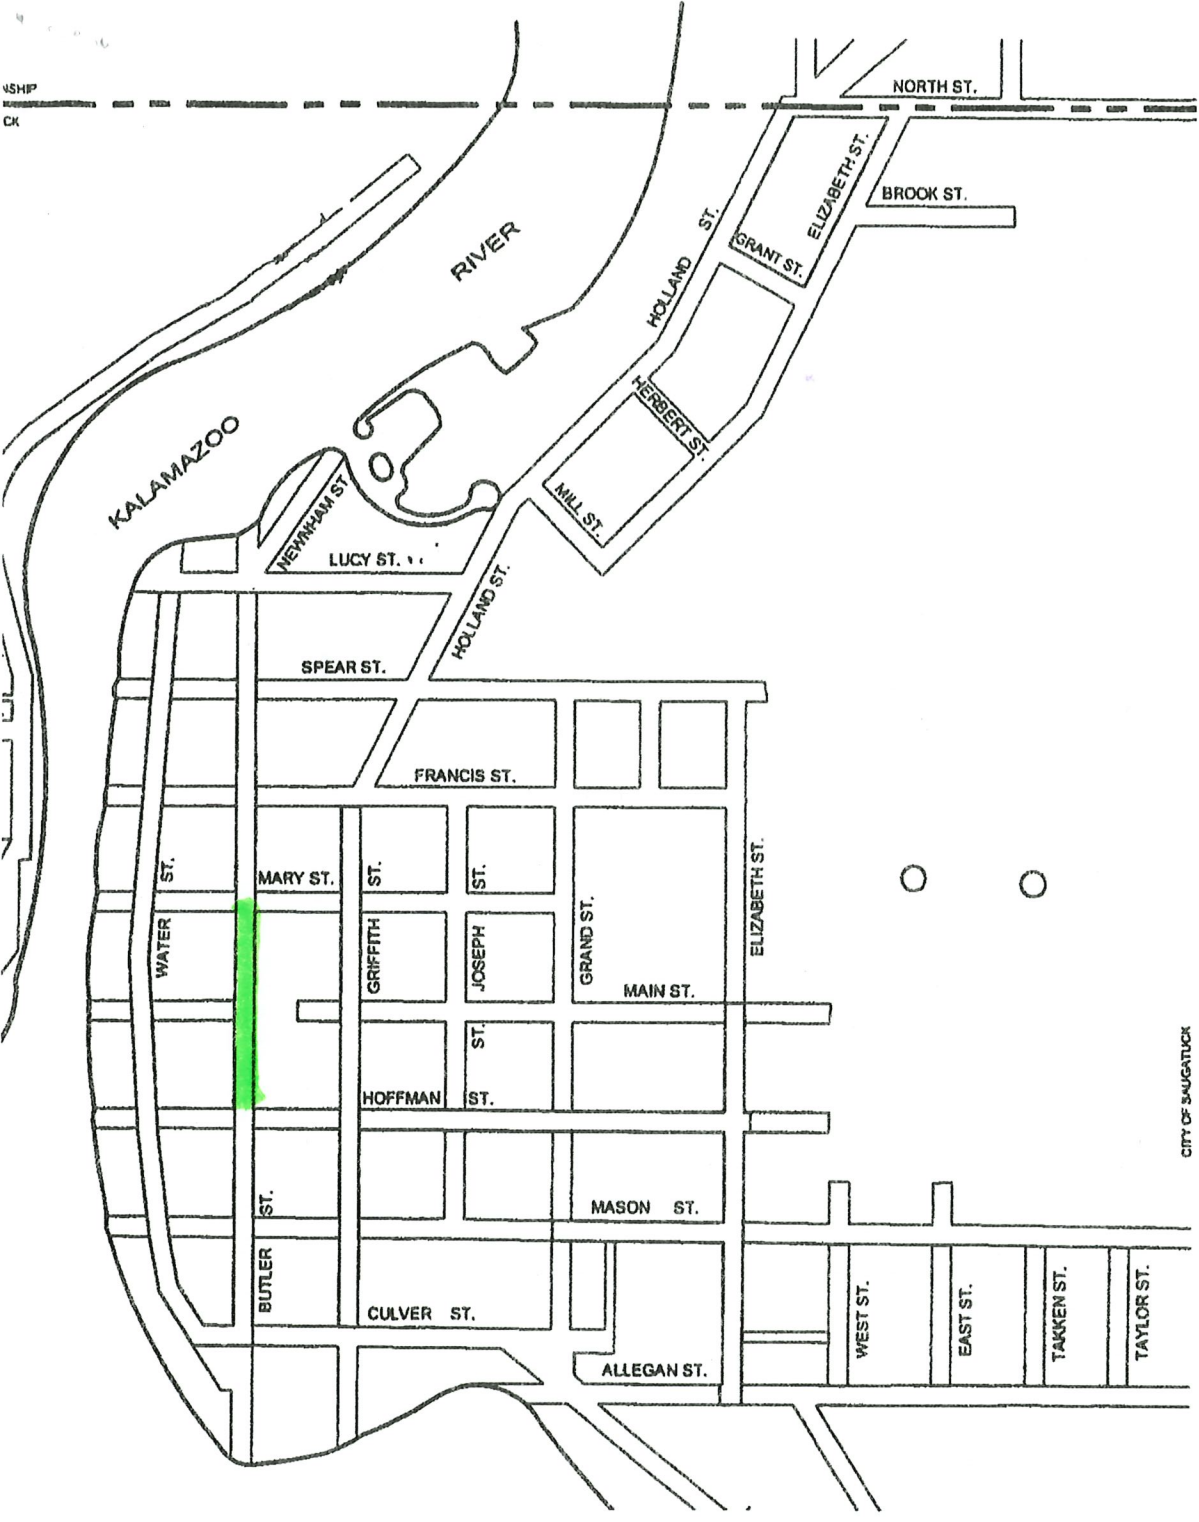 NORTH ST.
CK
ELIZABETH ST.
BROOK ST.
HOLLAND ST.
GRANT ST.
RIVER
HERBERT ST.
KALAMAZOO
MILL ST.
NEWNHAM ST.
LUCY ST.
HOLLAND ST.
SPEAR ST.
FRANCIS ST.
WATER ST.
MARY ST.
GRIFFITH ST.
JOSEPH ST.
GRAND ST.
ELIZABETH ST.
MAIN ST.
ST.
HOFFMAN ST.
CITY OF SAUGATUCK
MASON ST.
BUTLER ST.
CULVER ST.
WEST ST.
EAST ST.
TAKKEN ST.
TAYLOR ST.
ALLEGAN ST.